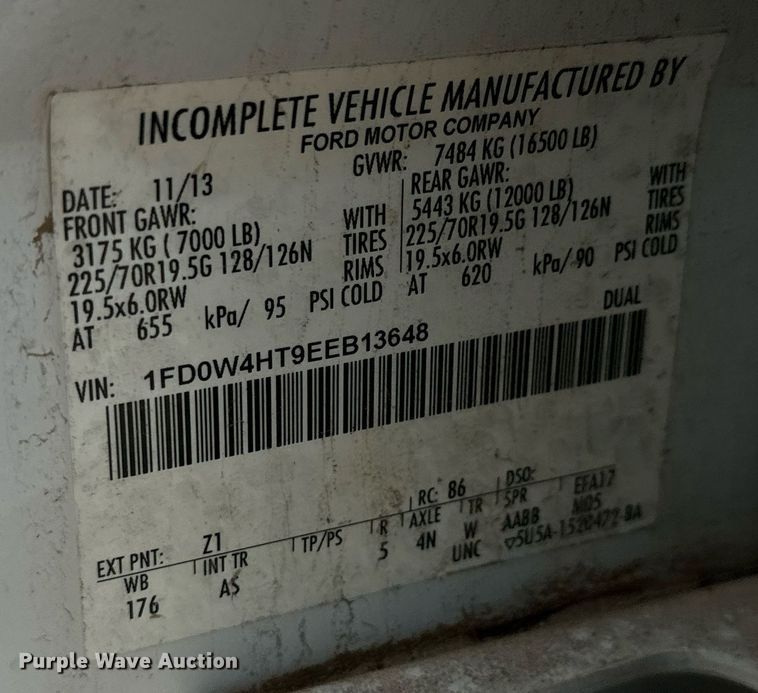 INCOMPLETE VEHICLE MANUFACTURED BY
FORD MOTOR COMPANY
DATE: 11/13
GVWR: 7484 KG (16500 LB)
FRONT GAWR:
3175 KG ( 7000 LB) WITH
225/70R19.5G 128/126N TIRES
19.5x6.0RW RIMS
AT 655 kPa/ 95 PSI COLD
REAR GAWR: WITH
5443 KG (12000 LB) TIRES
225/70R19.5G 128/126N RIMS
19.5x6.0RW
AT 620 kPa/ 90 PSI COLD
DUAL
VIN: 1FD0W4HT9EEB13648
EXT PNT: Z1 RC: 86 DSO:
WB INT TR TP/PS R AXLE TR SPR EFA17
176 AS 5 4N W AABB M05
UNC ▽5U5A-1520472-BA
Purple Wave Auction